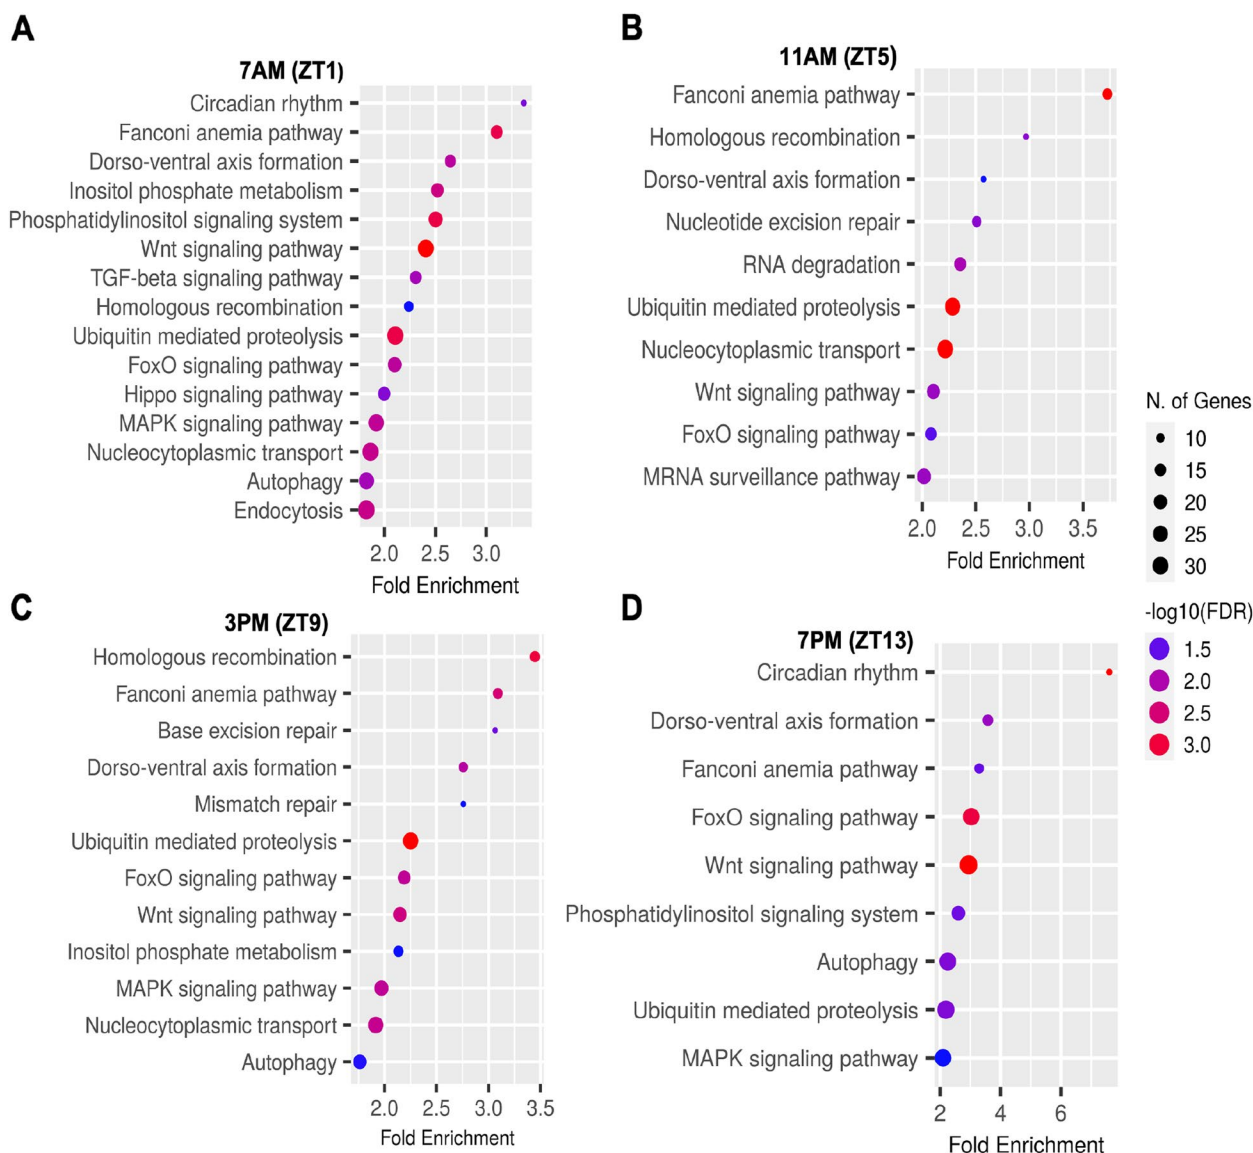 A
7AM (ZT1)
Circadian rhythm
Fanconi anemia pathway
Dorso-ventral axis formation
Inositol phosphate metabolism
Phosphatidylinositol signaling system
Wnt signaling pathway
TGF-beta signaling pathway
Homologous recombination
Ubiquitin mediated proteolysis
FoxO signaling pathway
Hippo signaling pathway
MAPK signaling pathway
Nucleocytoplasmic transport
Autophagy
Endocytosis
2.0 2.5 3.0
Fold Enrichment
B
11AM (ZT5)
Fanconi anemia pathway
Homologous recombination
Dorso-ventral axis formation
Nucleotide excision repair
RNA degradation
Ubiquitin mediated proteolysis
Nucleocytoplasmic transport
Wnt signaling pathway
FoxO signaling pathway
MRNA surveillance pathway
2.0 2.5 3.0 3.5
Fold Enrichment
N. of Genes
10
15
20
25
30
-log10(FDR)
1.5
2.0
2.5
3.0
C
3PM (ZT9)
Homologous recombination
Fanconi anemia pathway
Base excision repair
Dorso-ventral axis formation
Mismatch repair
Ubiquitin mediated proteolysis
FoxO signaling pathway
Wnt signaling pathway
Inositol phosphate metabolism
MAPK signaling pathway
Nucleocytoplasmic transport
Autophagy
2.0 2.5 3.0 3.5
Fold Enrichment
D
7PM (ZT13)
Circadian rhythm
Dorso-ventral axis formation
Fanconi anemia pathway
FoxO signaling pathway
Wnt signaling pathway
Phosphatidylinositol signaling system
Autophagy
Ubiquitin mediated proteolysis
MAPK signaling pathway
2 4 6
Fold Enrichment